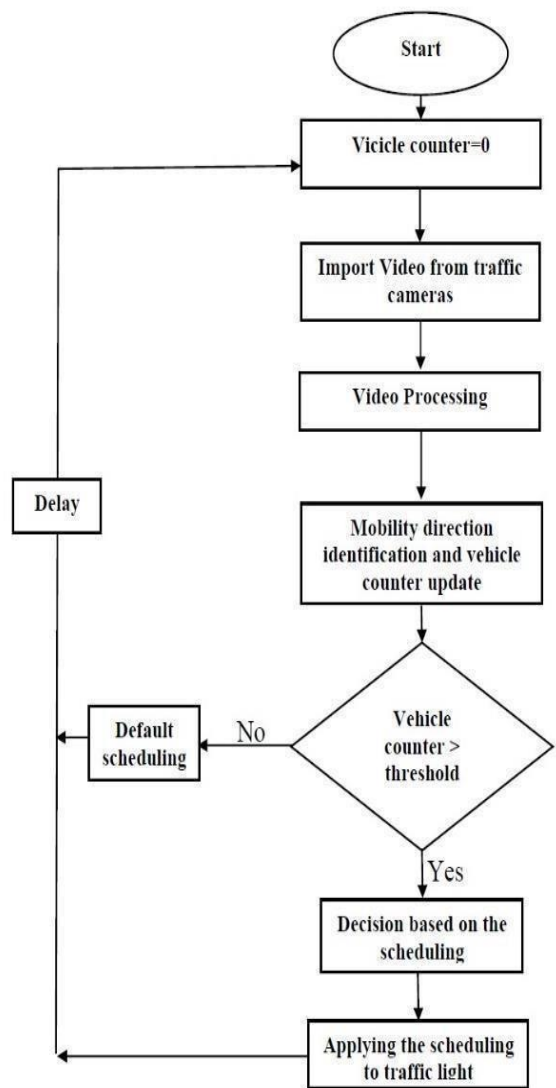 Start
Vicicle counter=0
Import Video from traffic
cameras
Video Processing
Delay
Mobility direction
identification and vehicle
counter update
Vehicle
counter >
threshold
No
Default
scheduling
Yes
Decision based on the
scheduling
Applying the scheduling
to traffic light